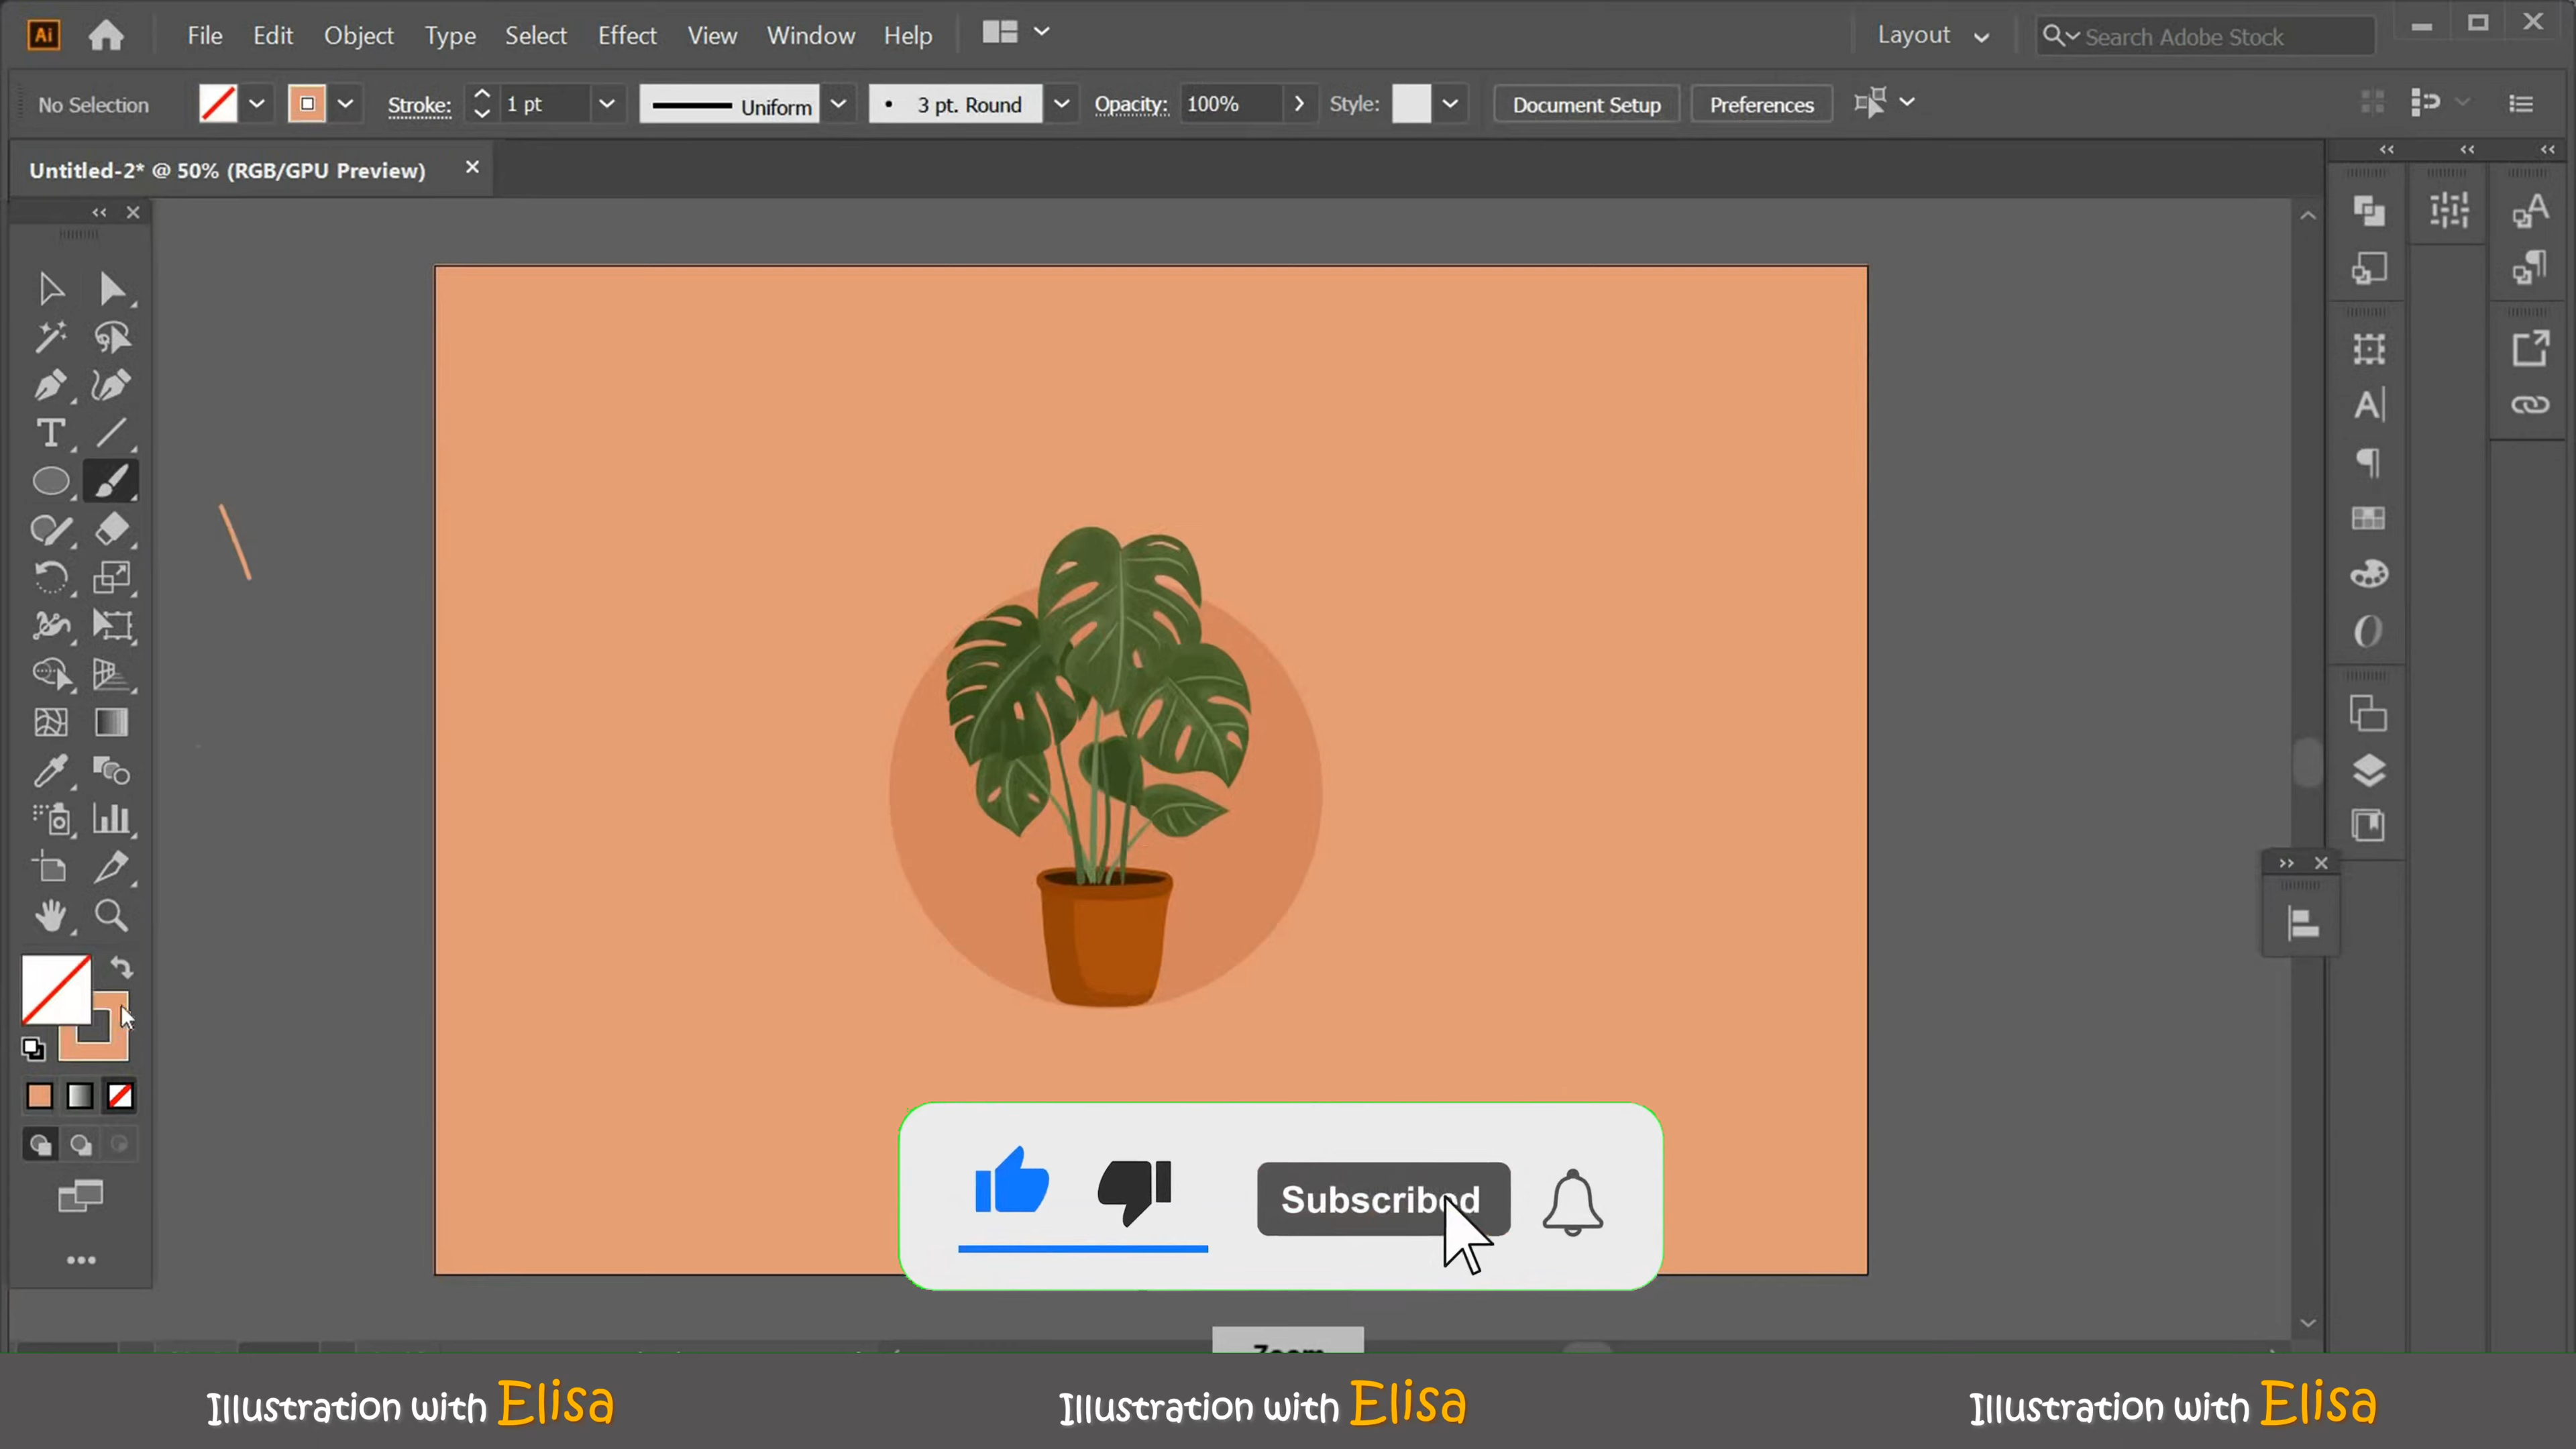 Ai File Edit Object Type Select Effect View Window Help Layout Search Adobe Stock
No Selection Stroke: 1 pt Uniform 3 pt. Round Opacity: 100% Style: Document Setup Preferences
Untitled-2* @ 50% (RGB/GPU Preview)
Subscribed
Zoom
Illustration with Elisa Illustration with Elisa Illustration with Elisa